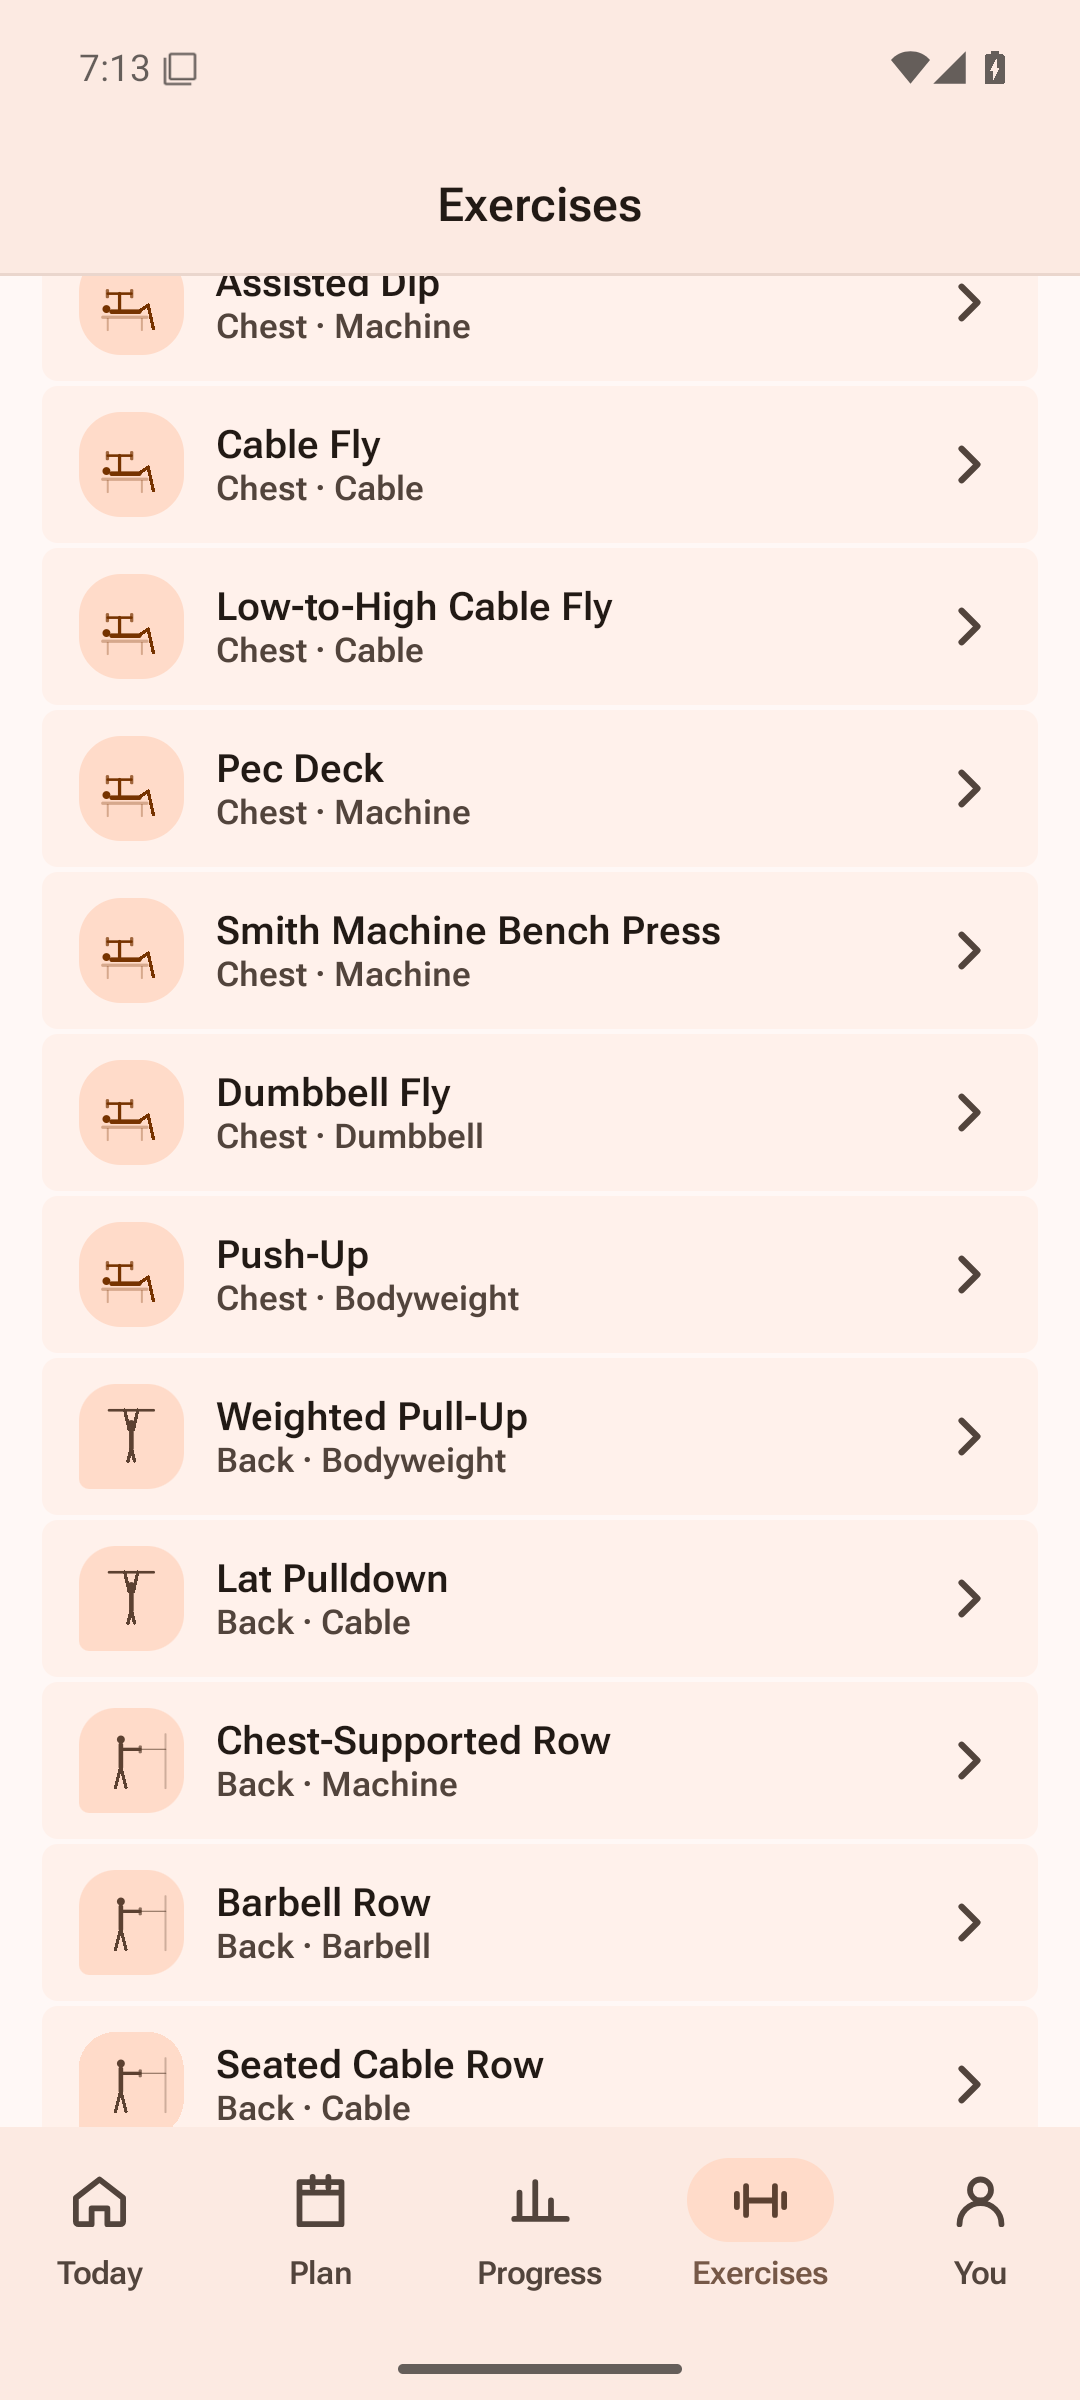 7:13
Exercises
Assisted Dip
Chest · Machine
Cable Fly
Chest · Cable
Low-to-High Cable Fly
Chest · Cable
Pec Deck
Chest · Machine
Smith Machine Bench Press
Chest · Machine
Dumbbell Fly
Chest · Dumbbell
Push-Up
Chest · Bodyweight
Weighted Pull-Up
Back · Bodyweight
Lat Pulldown
Back · Cable
Chest-Supported Row
Back · Machine
Barbell Row
Back · Barbell
Seated Cable Row
Back · Cable
Today
Plan
Progress
Exercises
You